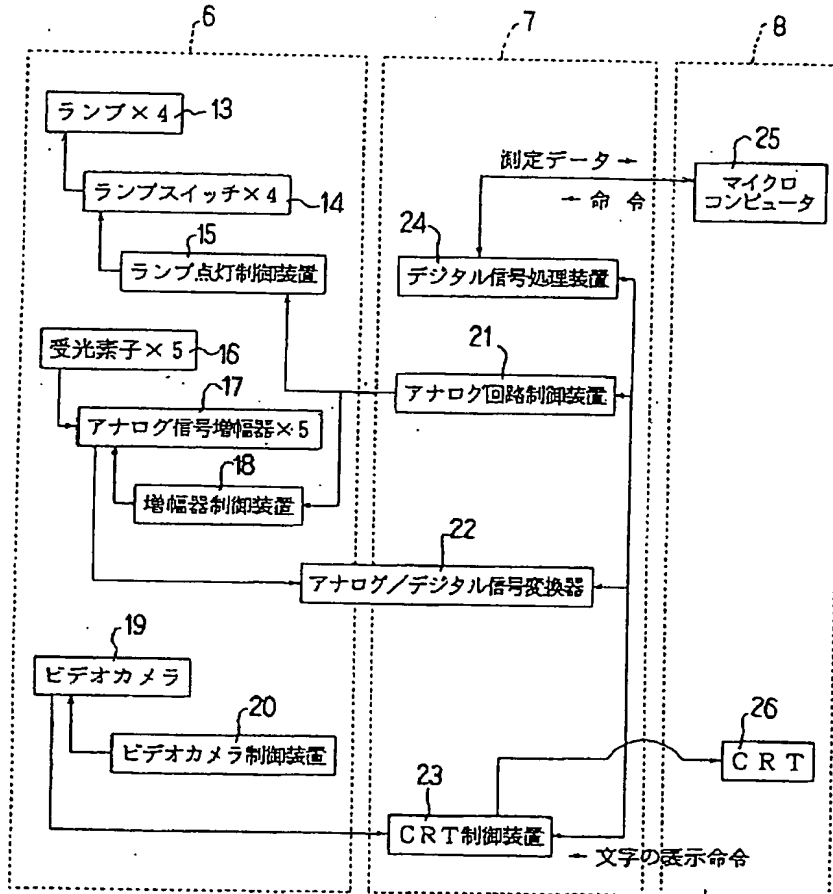 6
7
8
ランプ×4
13
ランプスイッチ×4
14
15
ランプ点灯制御装置
受光素子×5
16
17
アナログ信号増幅器×5
18
増幅器制御装置
19
ビデオカメラ
20
ビデオカメラ制御装置
測定データ→
←命令
24
デジタル信号処理装置
21
アナログ回路制御装置
22
アナログ／デジタル信号変換器
23
CRT制御装置
←文字の表示命令
25
マイクロ
コンピュータ
26
CRT